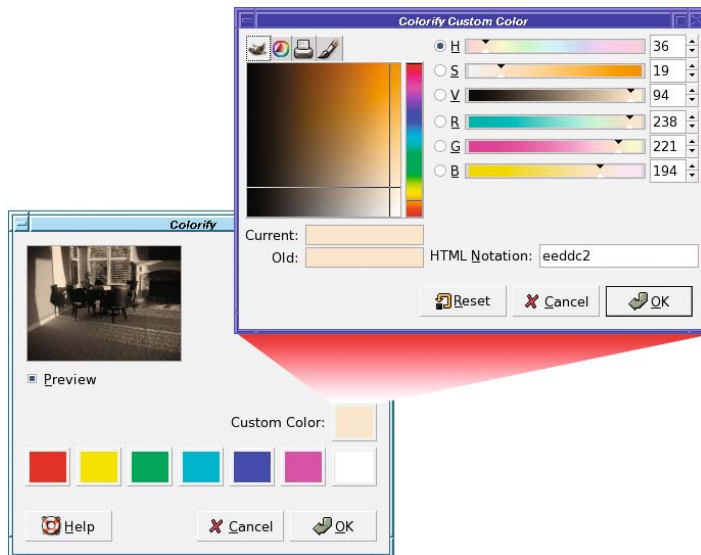 Colorify Custom Color
H 36
S 19
V 94
R 238
G 221
B 194
Current:
Old:
HTML Notation: eeddc2
Reset Cancel OK
Colorify
Preview
Custom Color:
Help Cancel OK